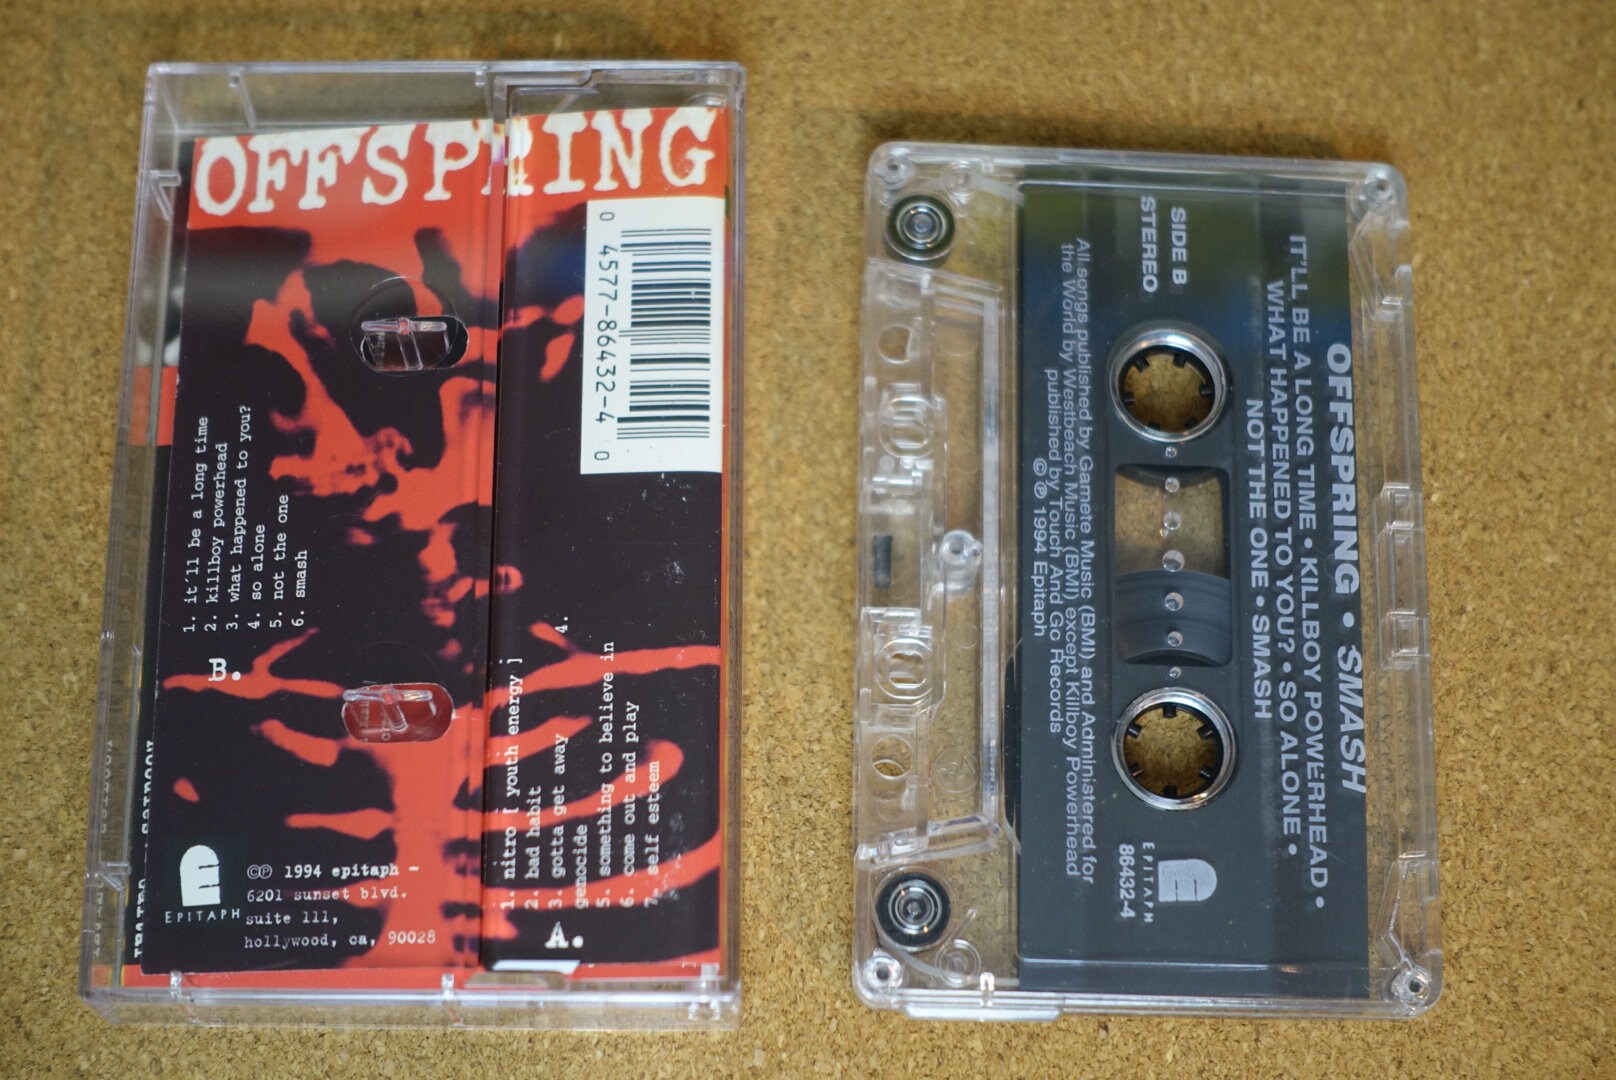 OFFSPRING
0 4577-86432-4 0
1. it'll be a long time
2. killboy powerhead
3. what happened to you?
4. so alone
5. not the one
6. smash
B.
1. nitro [ youth energy ]
2. bad habit
3. gotta get away
4.
genocide
5. something to believe in
6. come out and play
7. self esteem
A.
EPITAPH
©℗ 1994 epitaph -
6201 sunset blvd.
suite 111,
hollywood, ca, 90028
OFFSPRING • SMASH
IT'LL BE A LONG TIME • KILLBOY POWERHEAD •
WHAT HAPPENED TO YOU? • SO ALONE •
NOT THE ONE • SMASH
SIDE B
STEREO
EPITAPH
86432-4
All songs published by Gamete Music (BMI) and Administered for
the World by Westbeach Music (BMI) except Killboy Powerhead
published by Touch And Go Records
©℗ 1994 Epitaph